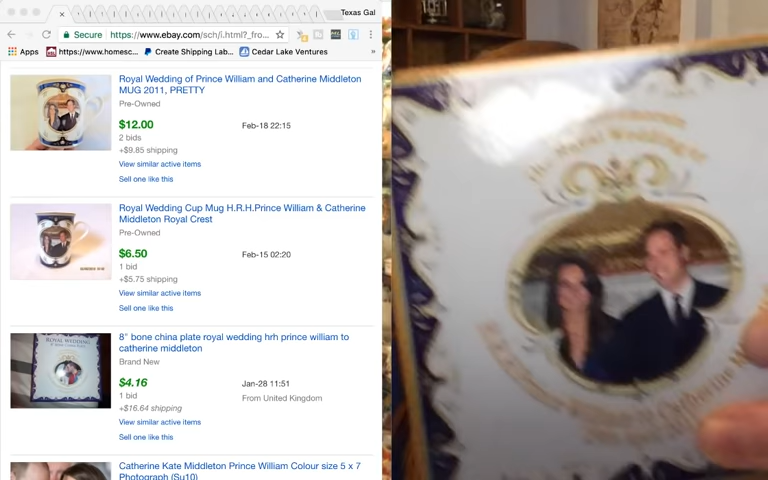 Texas Gal
Secure
https://www.ebay.com/sch/i.html?_fro...
Apps
https://www.homesc...
Create Shipping Lab...
Cedar Lake Ventures
»
Royal Wedding of Prince William and Catherine Middleton
MUG 2011, PRETTY
Pre-Owned
$12.00
Feb-18 22:15
2 bids
+$9.85 shipping
View similar active items
Sell one like this
Royal Wedding Cup Mug H.R.H.Prince William & Catherine
Middleton Royal Crest
Pre-Owned
$6.50
Feb-15 02:20
1 bid
+$5.75 shipping
View similar active items
Sell one like this
ROYAL WEDDING
8" bone china plate royal wedding hrh prince william to
catherine middleton
Brand New
$4.16
Jan-28 11:51
1 bid
From United Kingdom
+$16.64 shipping
View similar active items
Sell one like this
Catherine Kate Middleton Prince William Colour size 5 x 7
Photograph (Su10)
Royal Wedding of
Catherine